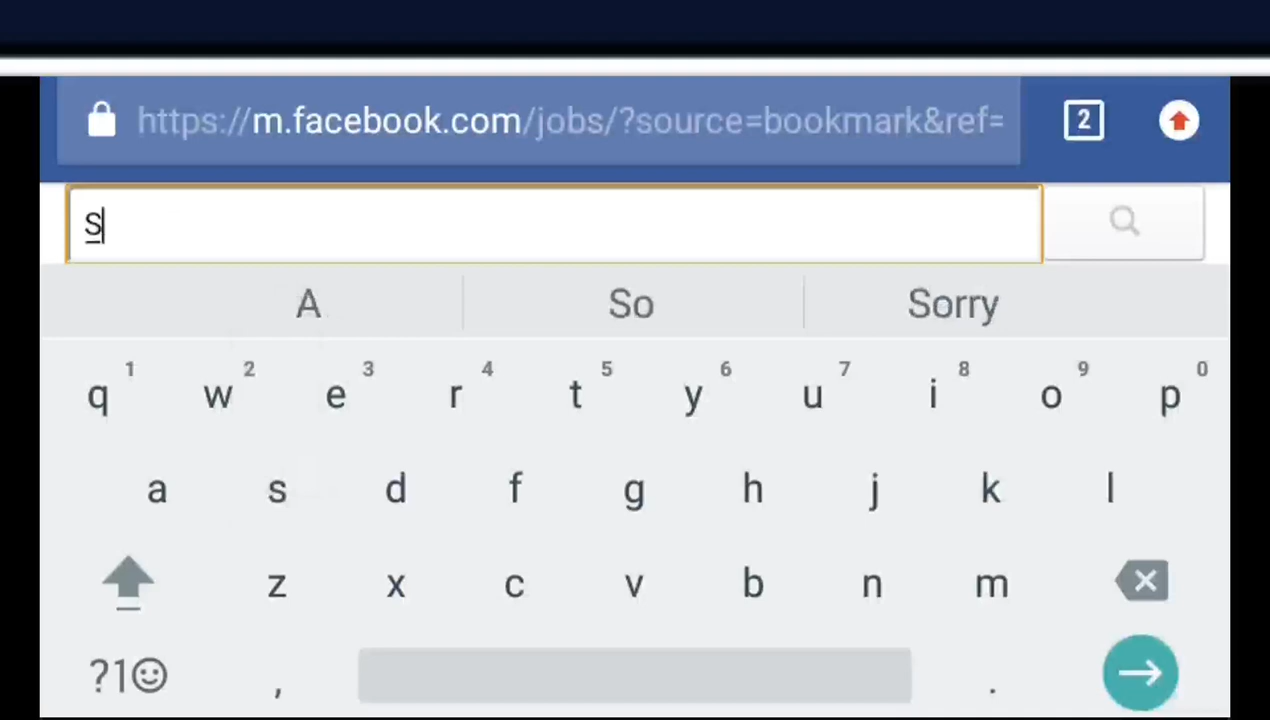 https://m.facebook.com/jobs/?source=bookmark&ref= 2
S
A So Sorry
1 2 3 4 5 6 7 8 9 0
q w e r t y u i o p
a s d f g h j k l
z x c v b n m
?1☺ , .